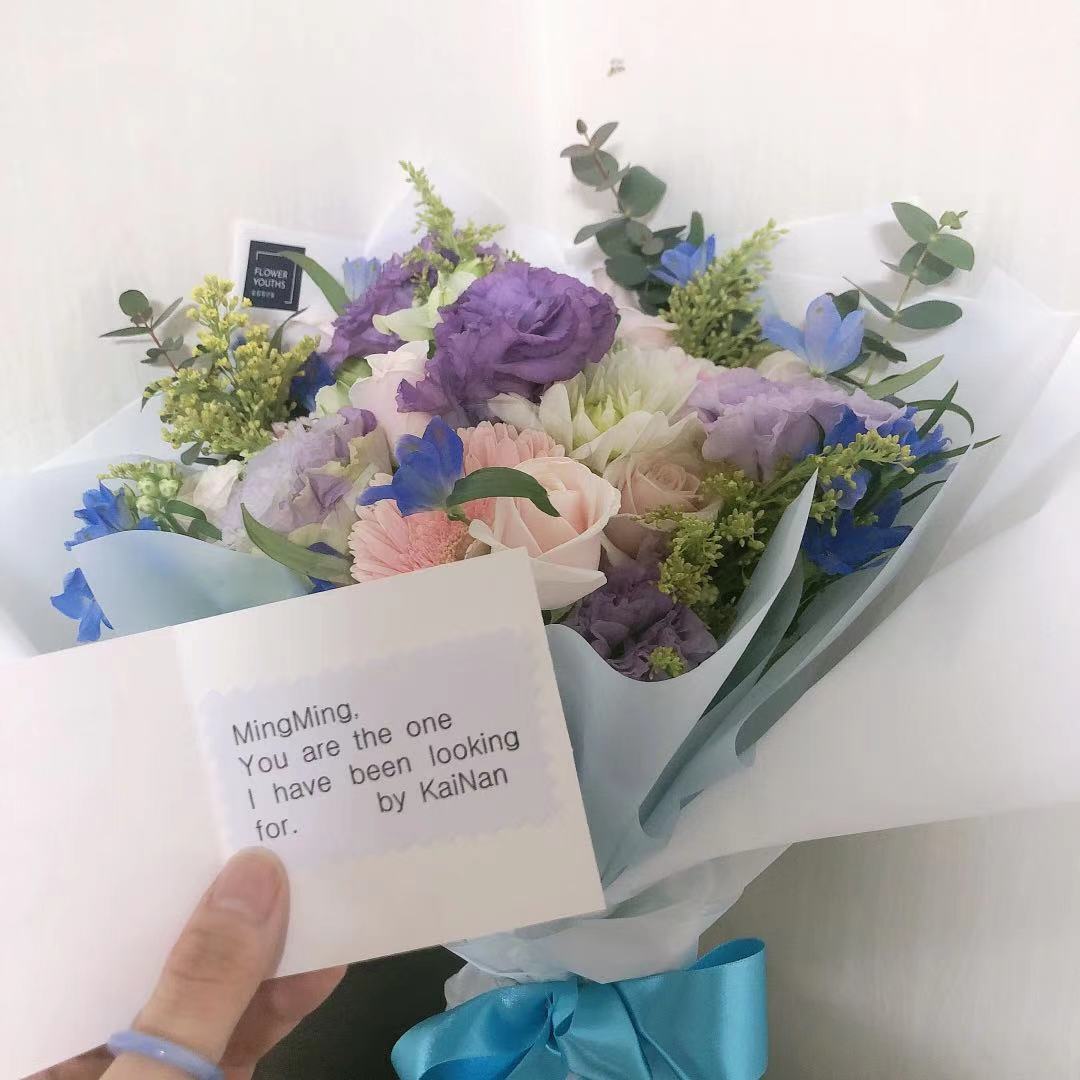 FLOWER
YOUTHS
MingMing,
You are the one
I have been looking
for. by KaiNan